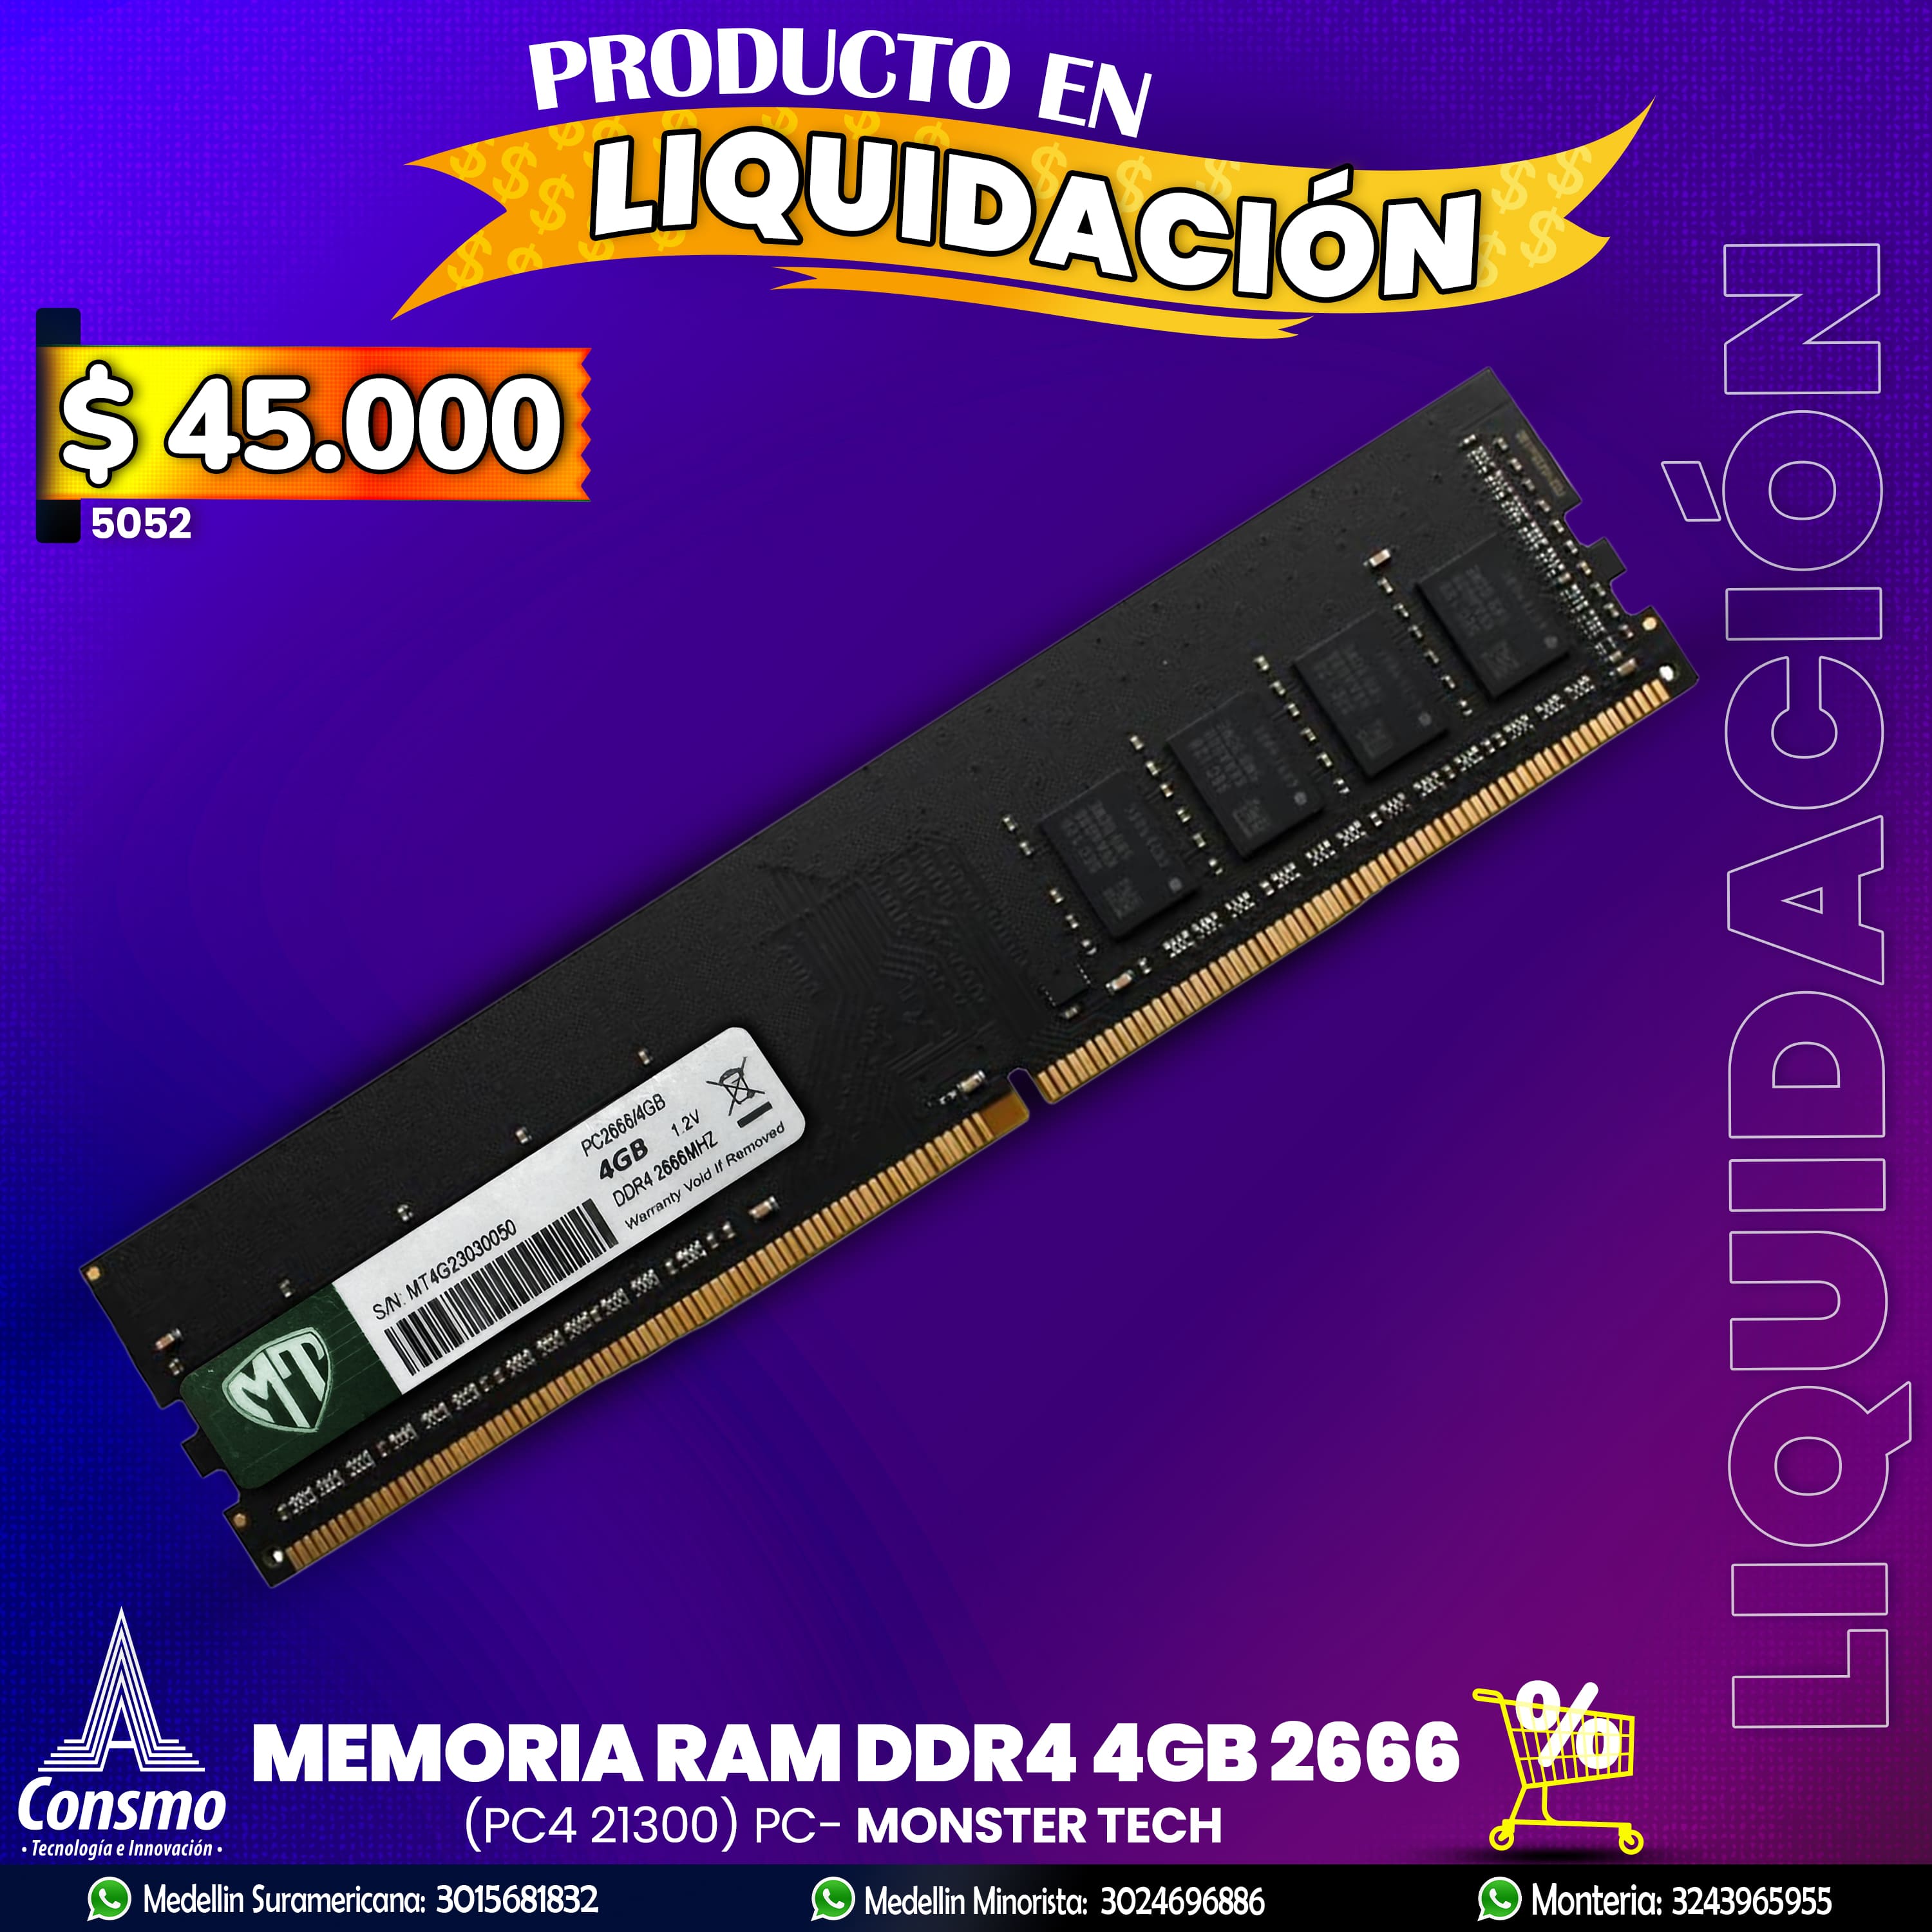 PRODUCTO EN
LIQUIDACIÓN
$ 45.000
5052
LIQUIDACIÓN
PC2666/4GB
4GB 1.2V
DDR4 2666MHZ
Warranty Void If Removed
S/N: MT4G23030050
MT
Consmo
• Tecnología e Innovación •
MEMORIA RAM DDR4 4GB 2666
(PC4 21300) PC- MONSTER TECH
%
Medellin Suramericana: 3015681832
Medellin Minorista: 3024696886
Monteria: 3243965955